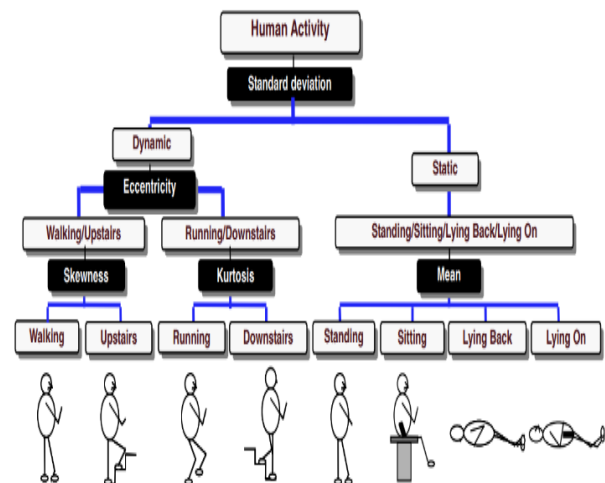 Human Activity
Standard deviation
Dynamic
Static
Eccentricity
Walking/Upstairs
Running/Downstairs
Standing/Sitting/Lying Back/Lying On
Skewness
Kurtosis
Mean
Walking
Upstairs
Running
Downstairs
Standing
Sitting
Lying Back
Lying On